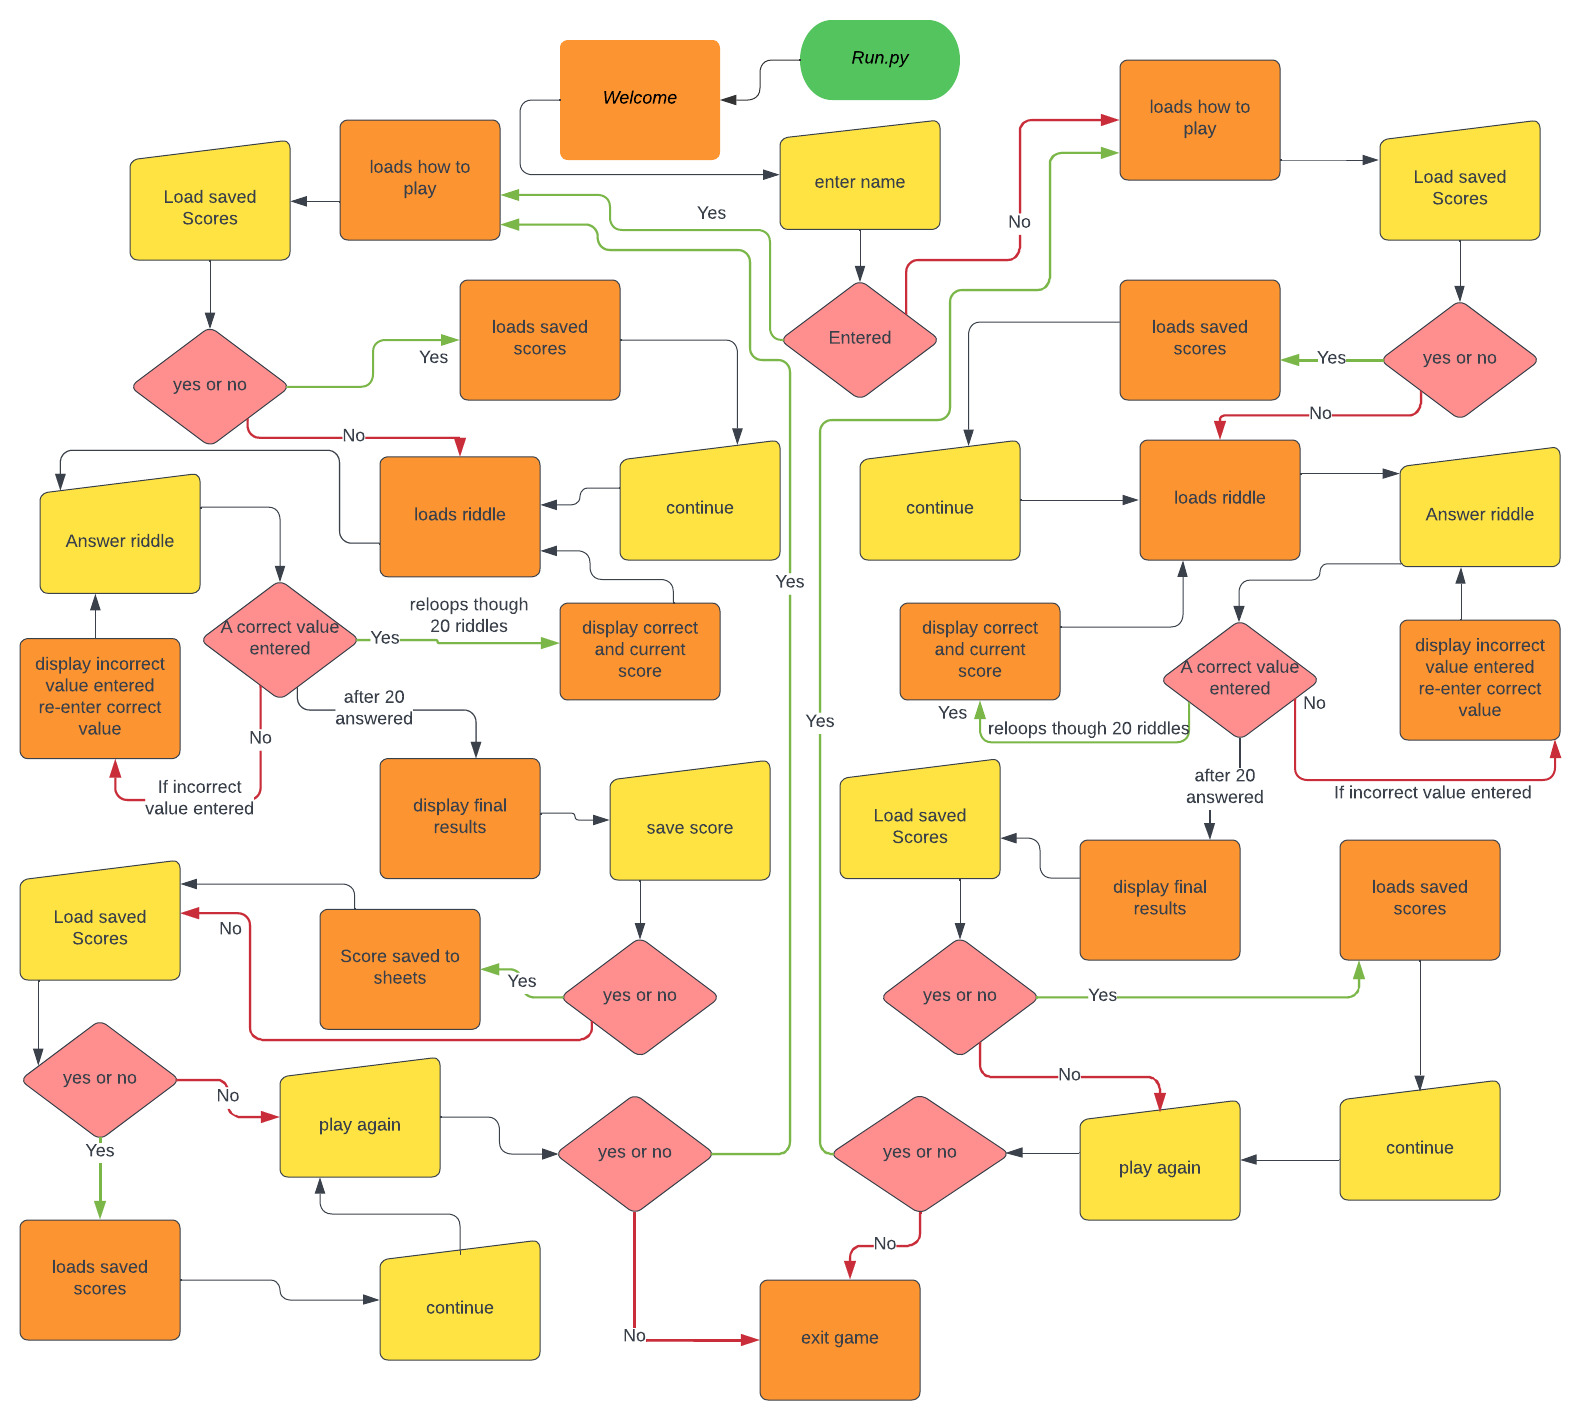 Run.py
Welcome
loads how to
play
enter name
loads how to
play
Load saved
Scores
Load saved
Scores
Yes
No
loads saved
scores
Entered
loads saved
scores
yes or no
Yes
yes or no
Yes
No
No
loads riddle
continue
continue
loads riddle
Answer riddle
Answer riddle
Yes
reloops though
20 riddles
A correct value
entered
Yes
display correct
and current
score
display correct
and current
score
A correct value
entered
display incorrect
value entered
re-enter correct
value
display incorrect
value entered
re-enter correct
value
after 20
answered
No
If incorrect
value entered
Yes
Yes
reloops though 20 riddles
No
after 20
answered
If incorrect value entered
display final
results
save score
Load saved
Scores
display final
results
loads saved
scores
Load saved
Scores
No
Score saved to
sheets
Yes
yes or no
yes or no
Yes
yes or no
No
No
Yes
play again
yes or no
yes or no
play again
continue
loads saved
scores
continue
No
No
exit game